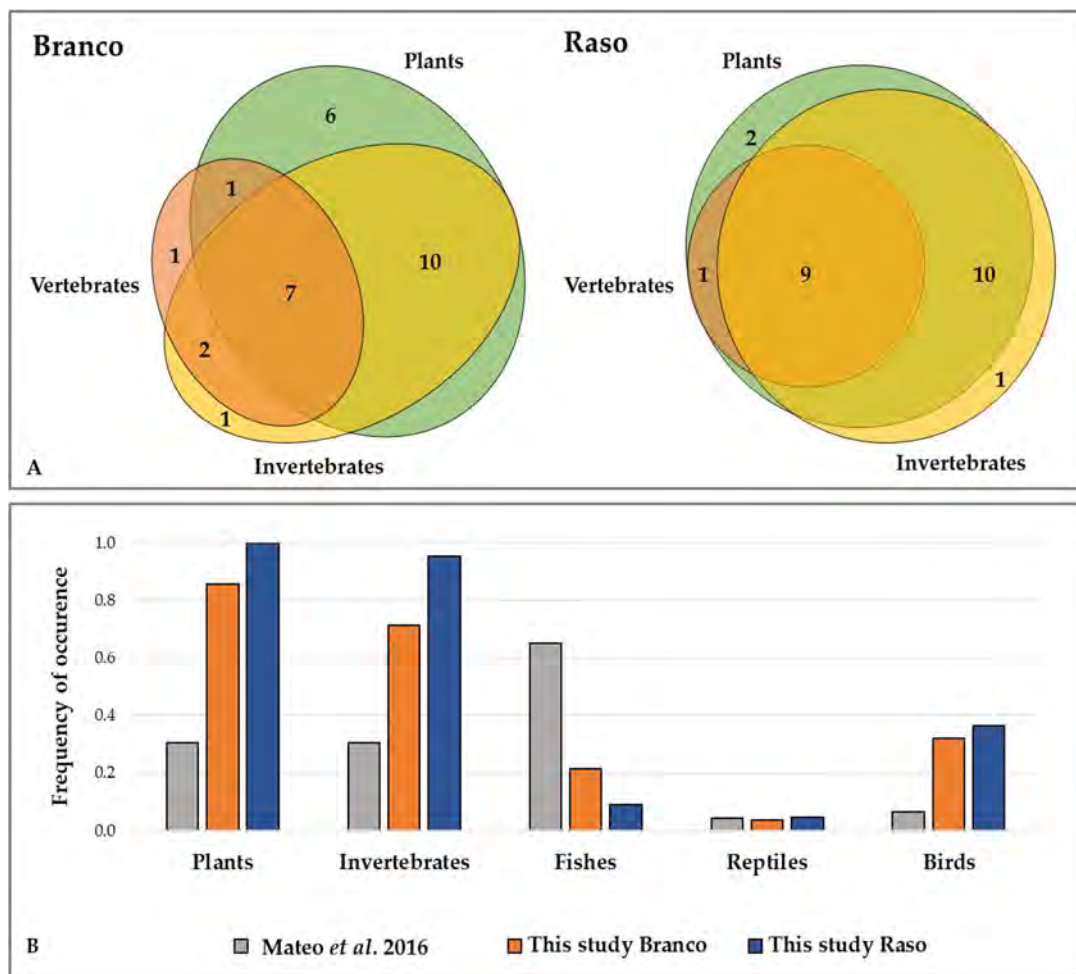 Branco
Plants
6
1
1
10
Vertebrates
7
2
1
Invertebrates
A
Raso
Plants
2
Vertebrates
1
9
10
1
Invertebrates
Frequency of occurence
1.0
0.8
0.6
0.4
0.2
0.0
Plants Invertebrates Fishes Reptiles Birds
B
Mateo et al. 2016 This study Branco This study Raso